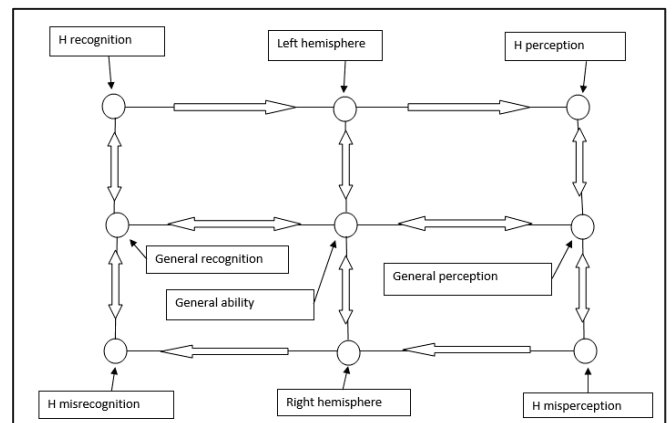 H recognition
Left hemisphere
H perception
General recognition
General perception
General ability
H misrecognition
Right hemisphere
H misperception